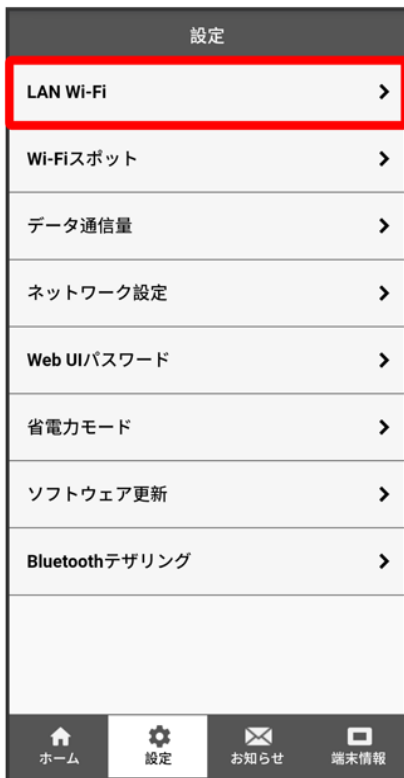 設定
LAN Wi-Fi
Wi-Fiスポット
データ通信量
ネットワーク設定
Web UIパスワード
省電力モード
ソフトウェア更新
Bluetoothテザリング
ホーム 設定 お知らせ 端末情報